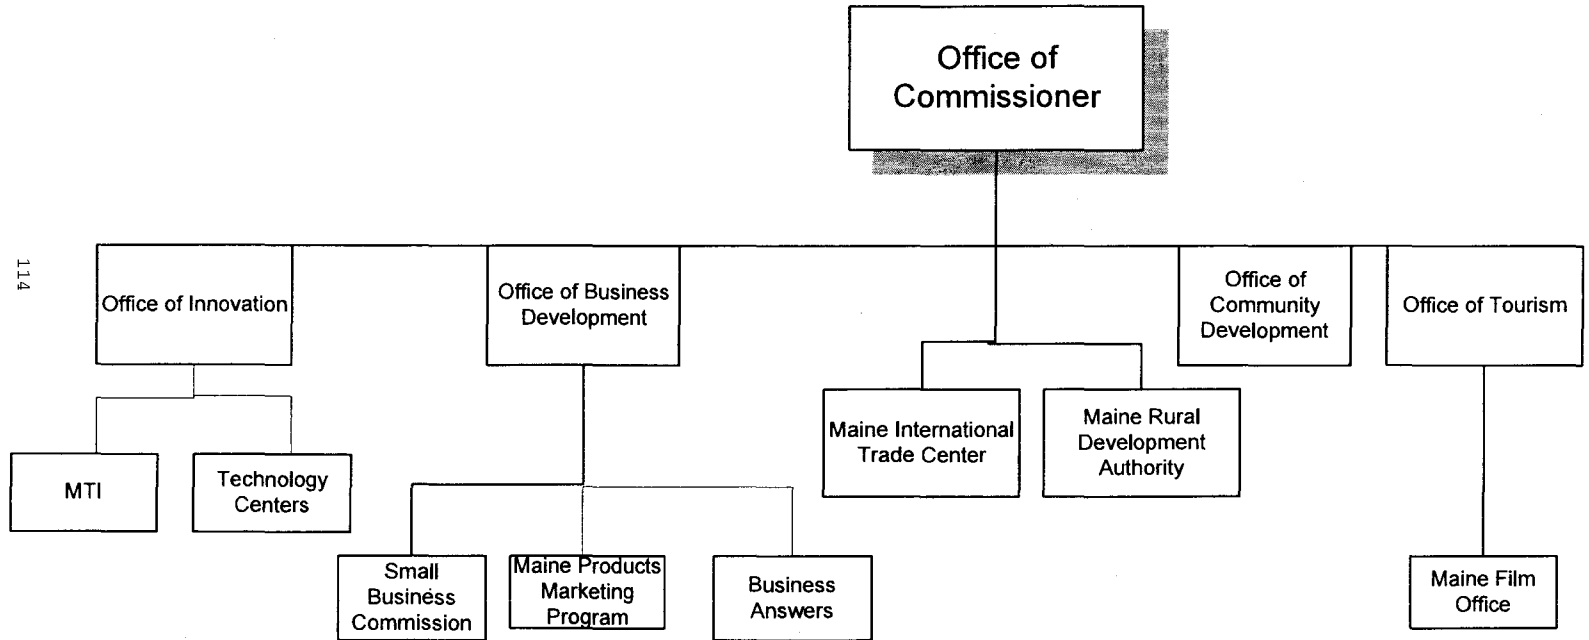 Office of
Commissioner
114
Office of Innovation
Office of Business
Development
Office of
Community
Development
Office of Tourism
Maine International
Trade Center
Maine Rural
Development
Authority
MTI
Technology
Centers
Small
Business
Commission
Maine Products
Marketing
Program
Business
Answers
Maine Film
Office